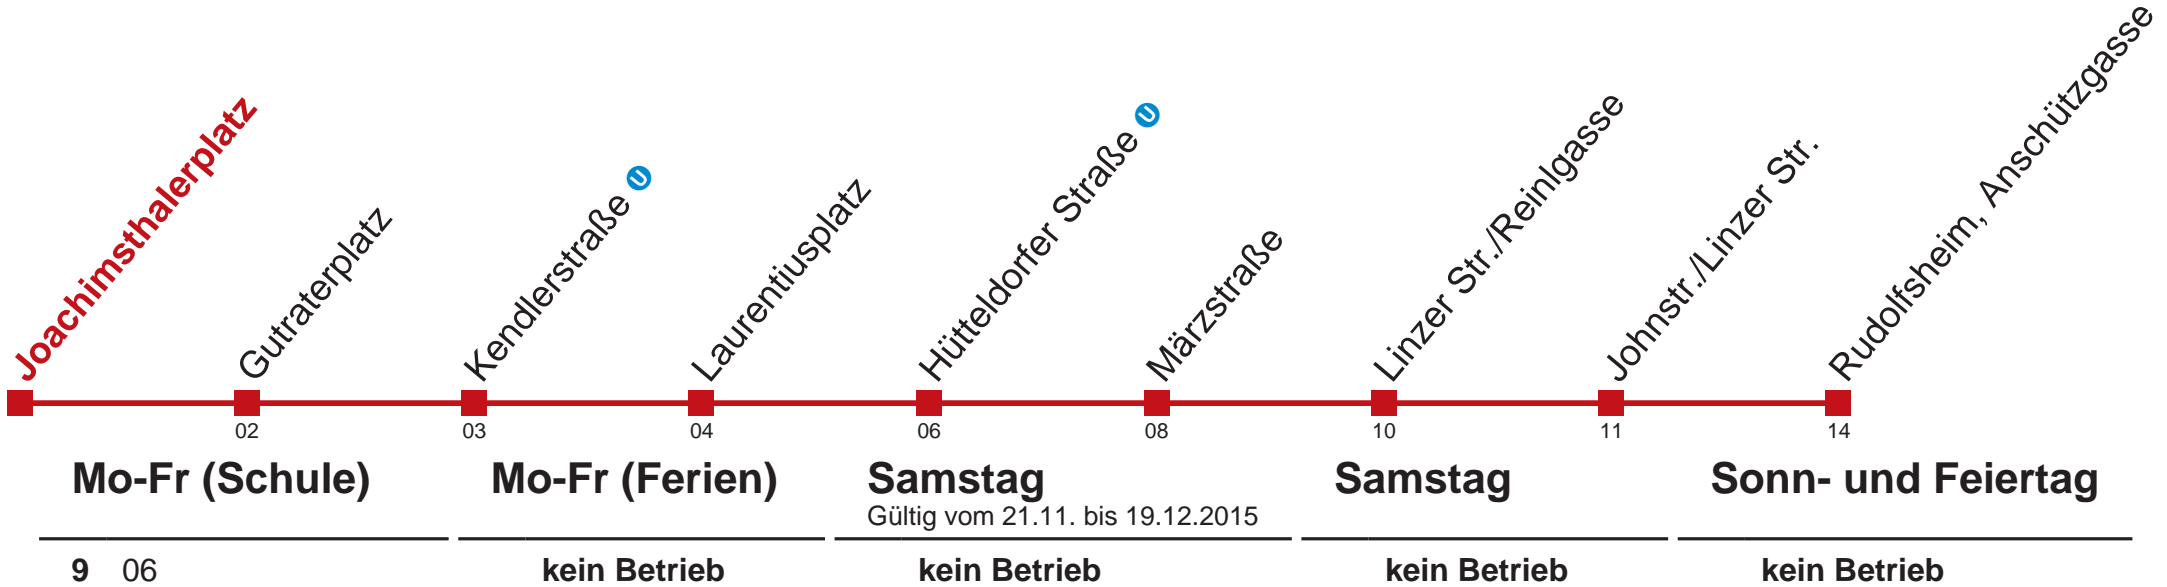 Joachimsthalerplatz
Gutraterplatz
Kendlerstraße U
Laurentiusplatz
Hütteldorfer Straße U
Märzstraße
Linzer Str./Reinlgasse
Johnstr./Linzer Str.
Rudolfsheim, Anschützgasse
02 03 04 06 08 10 11 14
Mo-Fr (Schule) Mo-Fr (Ferien) Samstag Samstag Sonn- und Feiertag
Gültig vom 21.11. bis 19.12.2015
9 06 kein Betrieb kein Betrieb kein Betrieb kein Betrieb